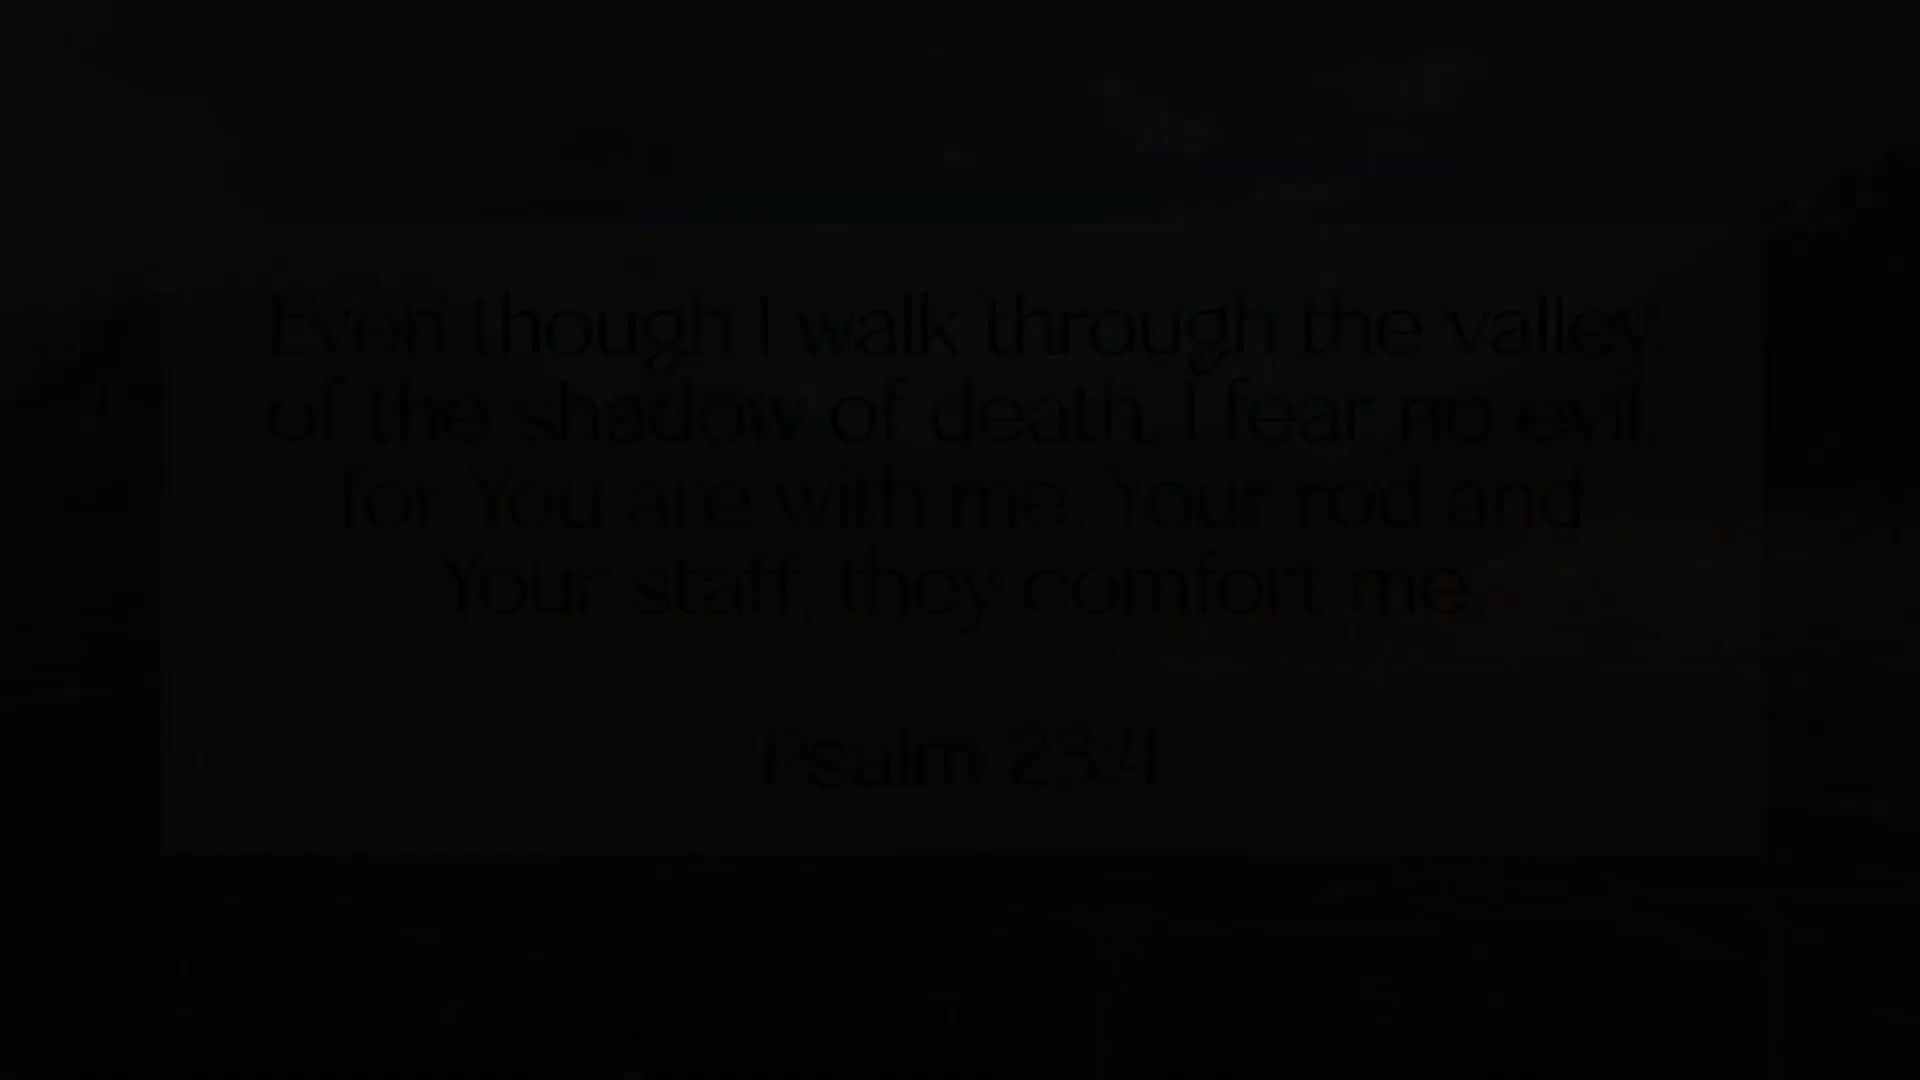 Even though I walk through the valley
of the shadow of death, I fear no evil,
for You are with me. Your rod and
Your staff, they comfort me.
Psalm 23:4